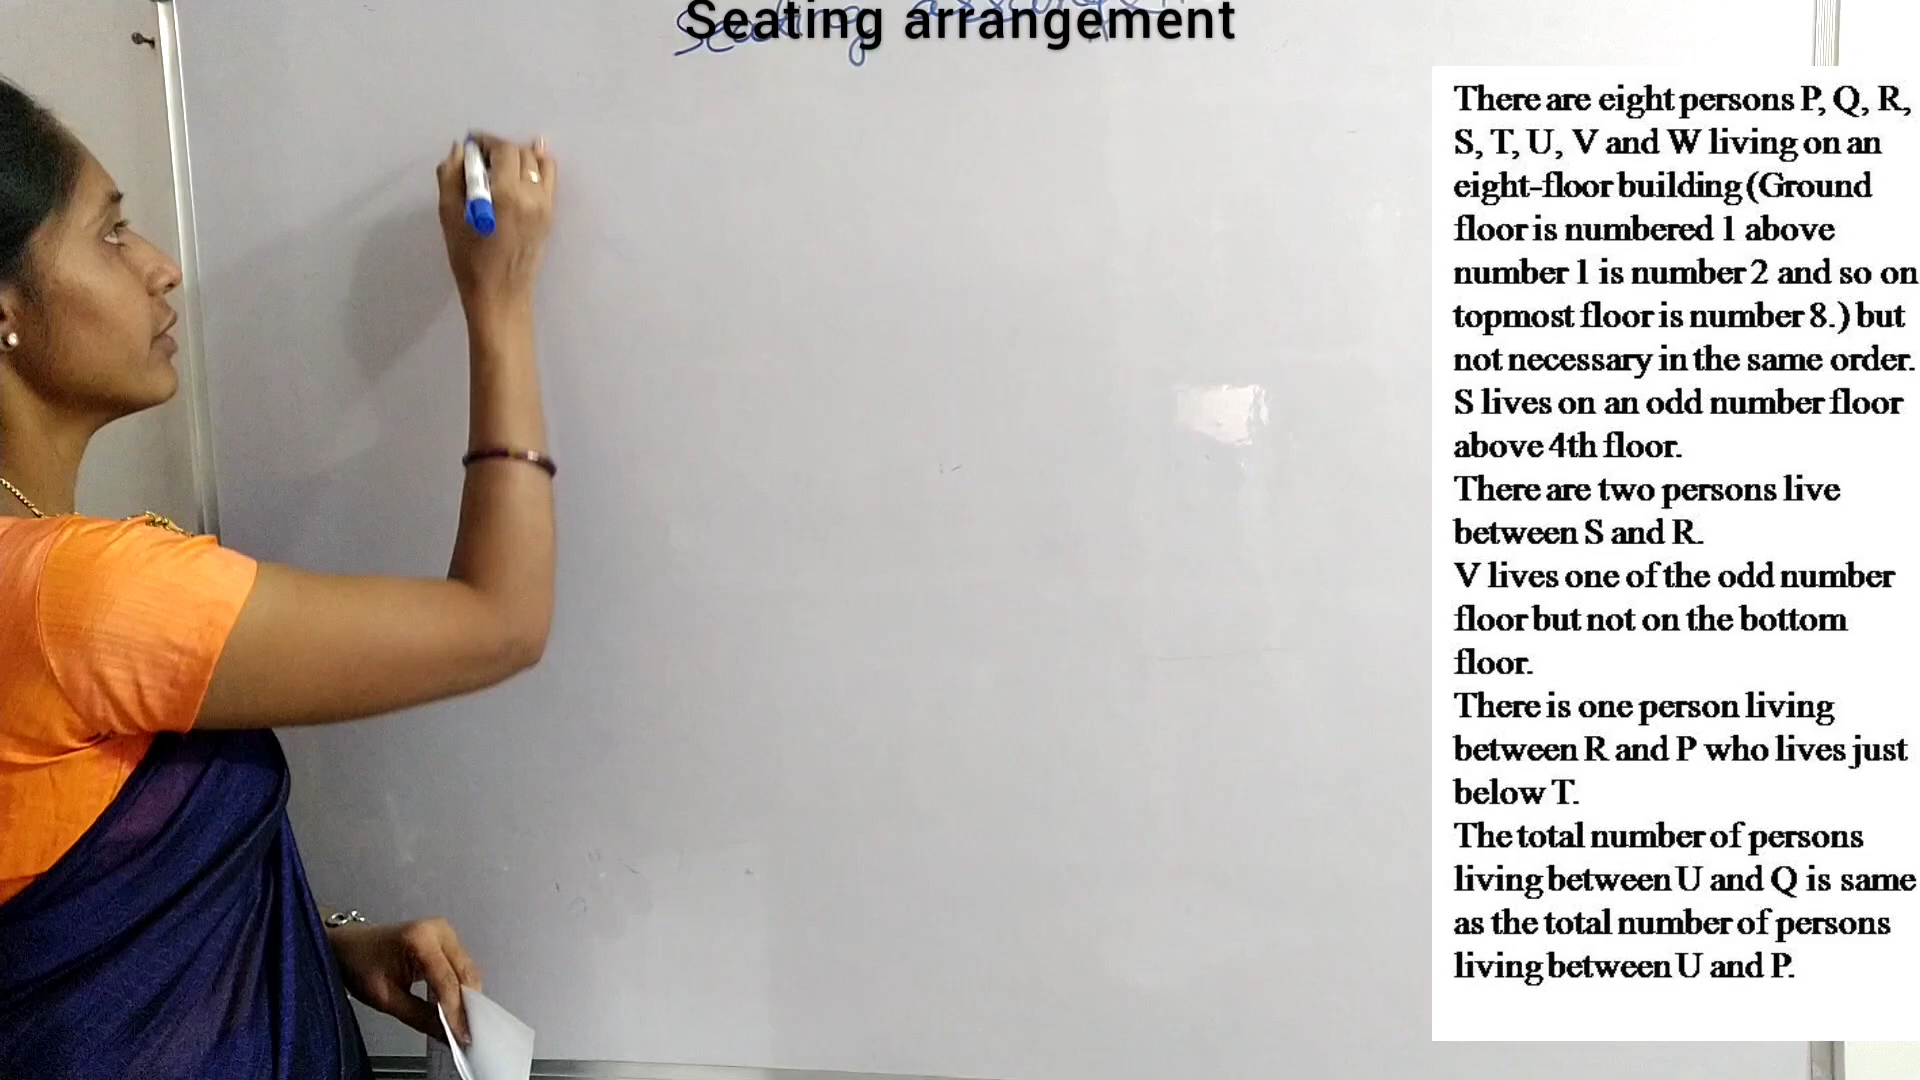 Seating arrangement
Seating
There are eight persons P, Q, R,
S, T, U, V and W living on an
eight-floor building (Ground
floor is numbered 1 above
number 1 is number 2 and so on
topmost floor is number 8.) but
not necessary in the same order.
S lives on an odd number floor
above 4th floor.
There are two persons live
between S and R.
V lives one of the odd number
floor but not on the bottom
floor.
There is one person living
between R and P who lives just
below T.
The total number of persons
living between U and Q is same
as the total number of persons
living between U and P.